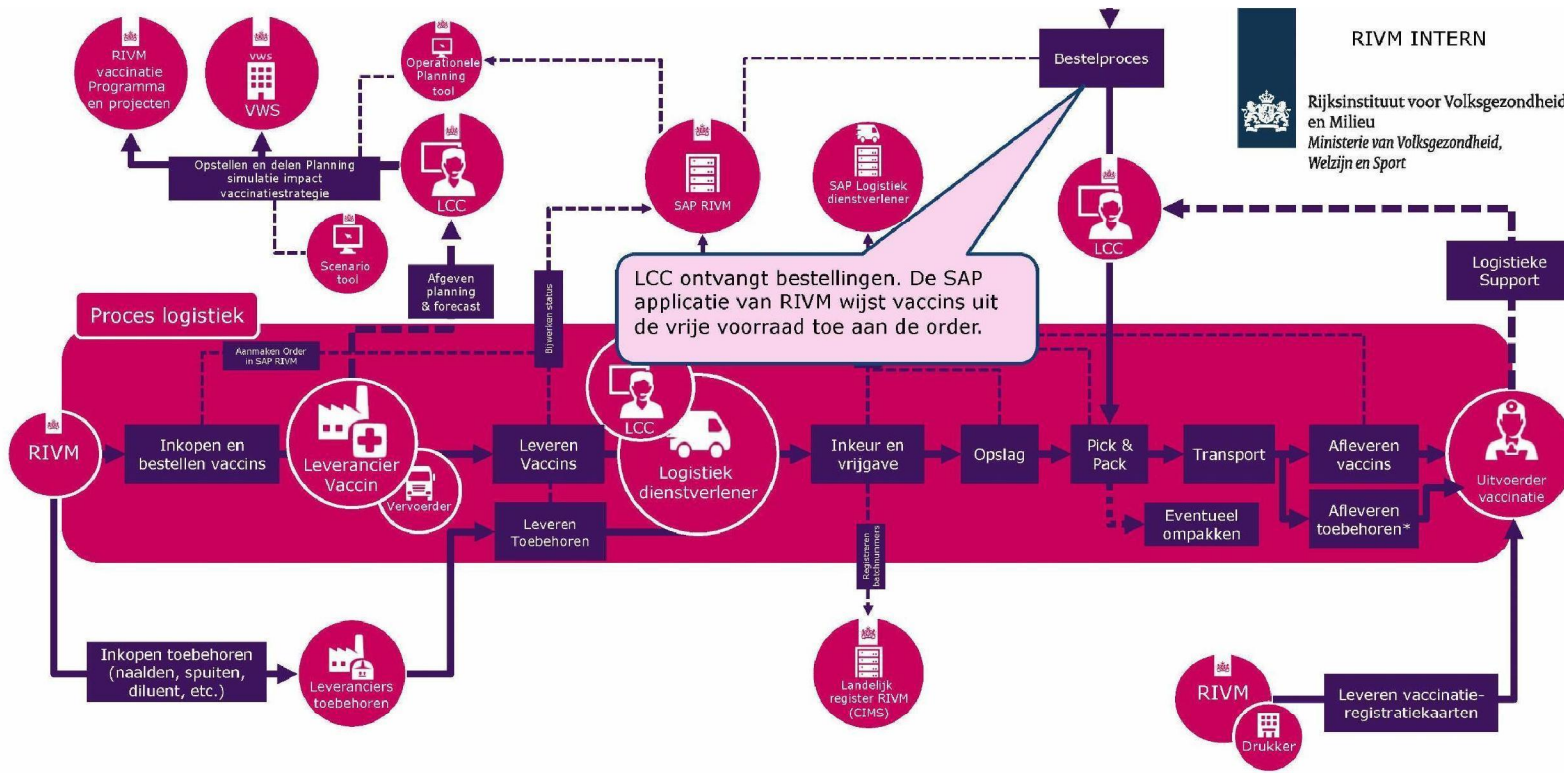 RIVM INTERN
Rijksinstituut voor Volksgezondheid
en Milieu
Ministerie van Volksgezondheid,
Welzijn en Sport
RIVM
vaccinatie
Programma
en projecten
vws
VWS
Operationele
Planning
tool
Opstellen en delen Planning
simulatie impact
vaccinatiestrategie
LCC
Scenario
tool
Afgeven
planning
& forecast
SAP RIVM
SAP Logistiek
dienstverlener
Bestelproces
LCC
Logistieke
Support
LCC ontvangt bestellingen. De SAP
applicatie van RIVM wijst vaccins uit
de vrije voorraad toe aan de order.
Bijwerken status
Proces logistiek
Aanmaken Order
in SAP RIVM
RIVM
Inkopen en
bestellen vaccins
Leverancier
Vaccin
Vervoerder
Leveren
Vaccins
Leveren
Toebehoren
LCC
Logistiek
dienstverlener
Inkeur en
vrijgave
Opslag
Pick &
Pack
Eventueel
ompakken
Transport
Afleveren
vaccins
Afleveren
toebehoren*
Uitvoerder
vaccinatie
Registreren
batchnummers
Landelijk
register RIVM
(CIMS)
Inkopen toebehoren
(naalden, spuiten,
diluent, etc.)
Leveranciers
toebehoren
RIVM
Drukker
Leveren vaccinatie-
registratiekaarten